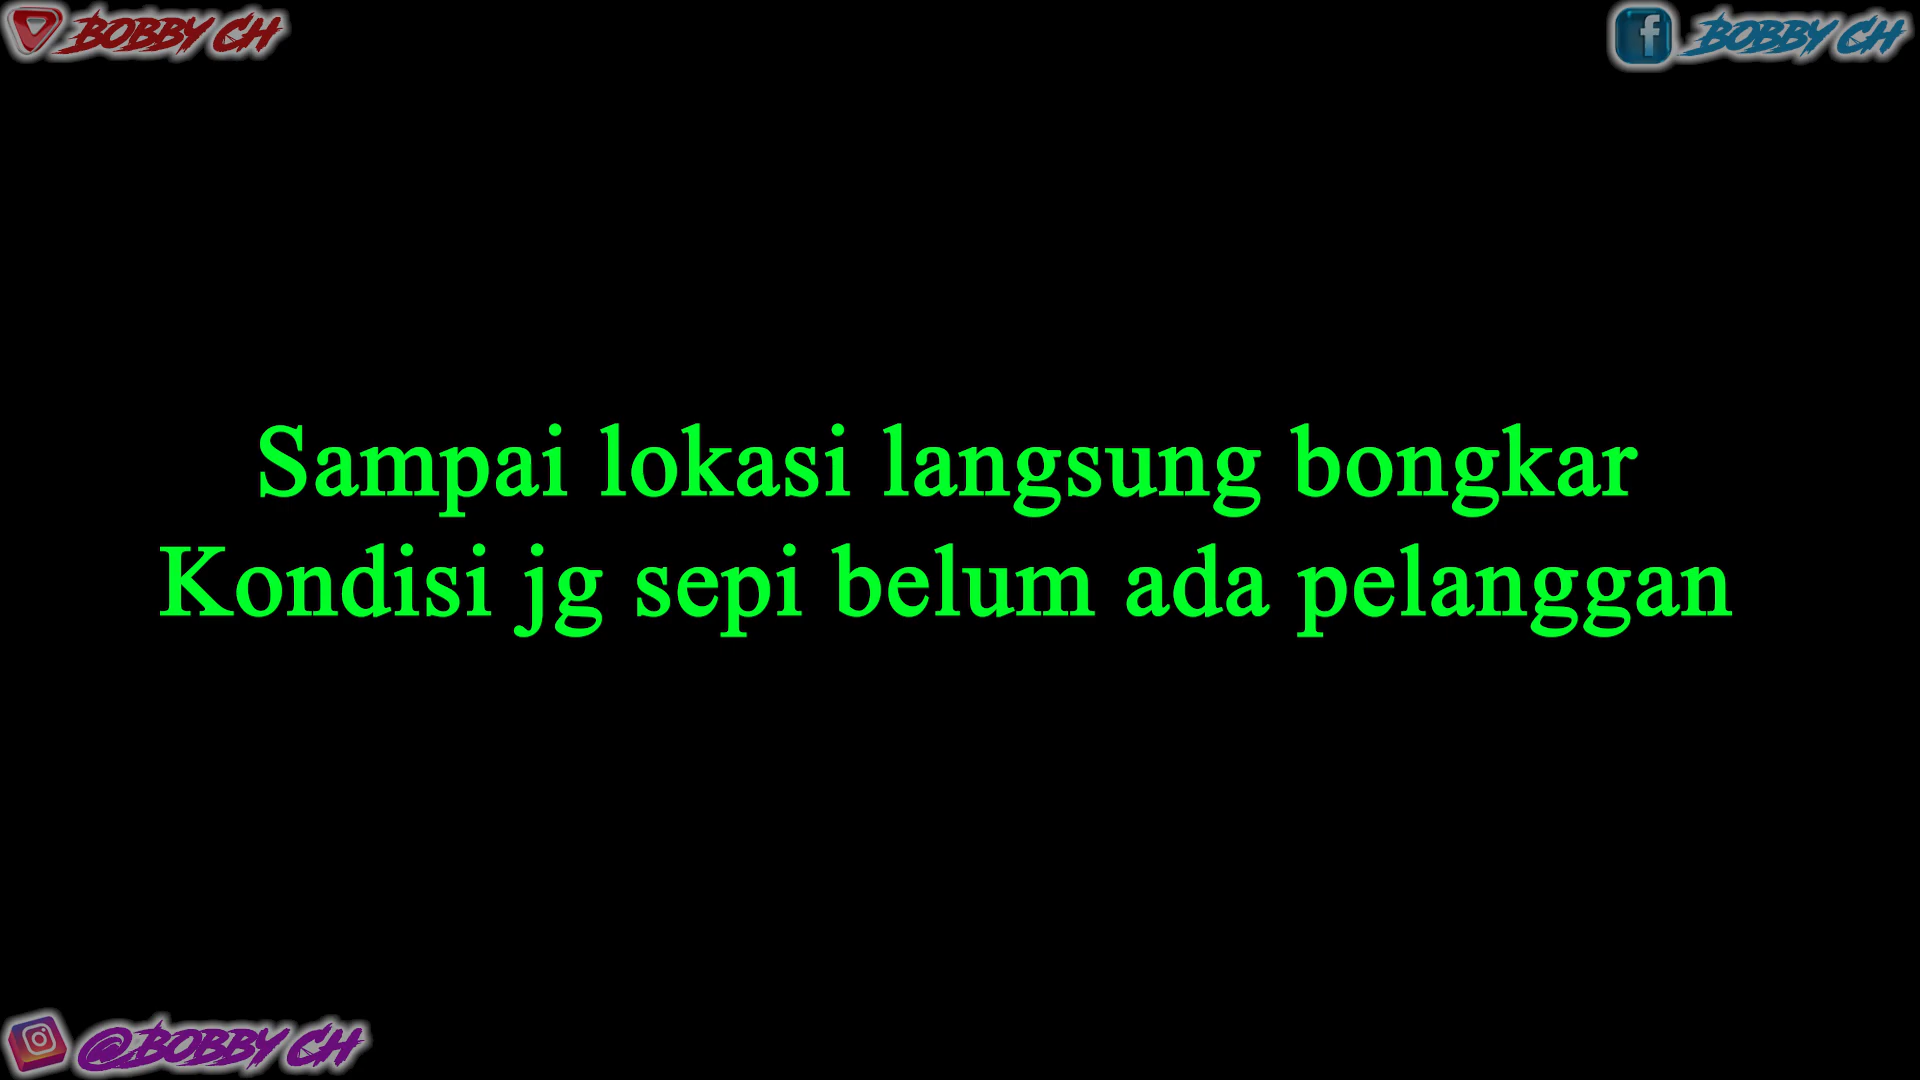 BOBBY CH
BOBBY CH
Sampai lokasi langsung bongkar
Kondisi jg sepi belum ada pelanggan
@BOBBY CH